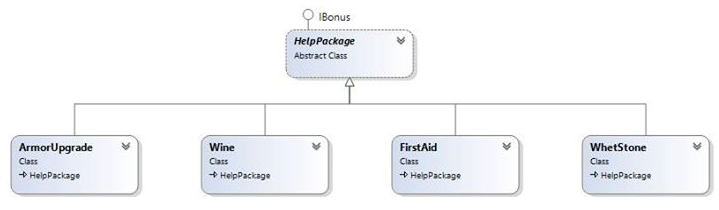 IBonus
HelpPackage
Abstract Class
ArmorUpgrade
Class
HelpPackage
Wine
Class
HelpPackage
FirstAid
Class
HelpPackage
WhetStone
Class
HelpPackage